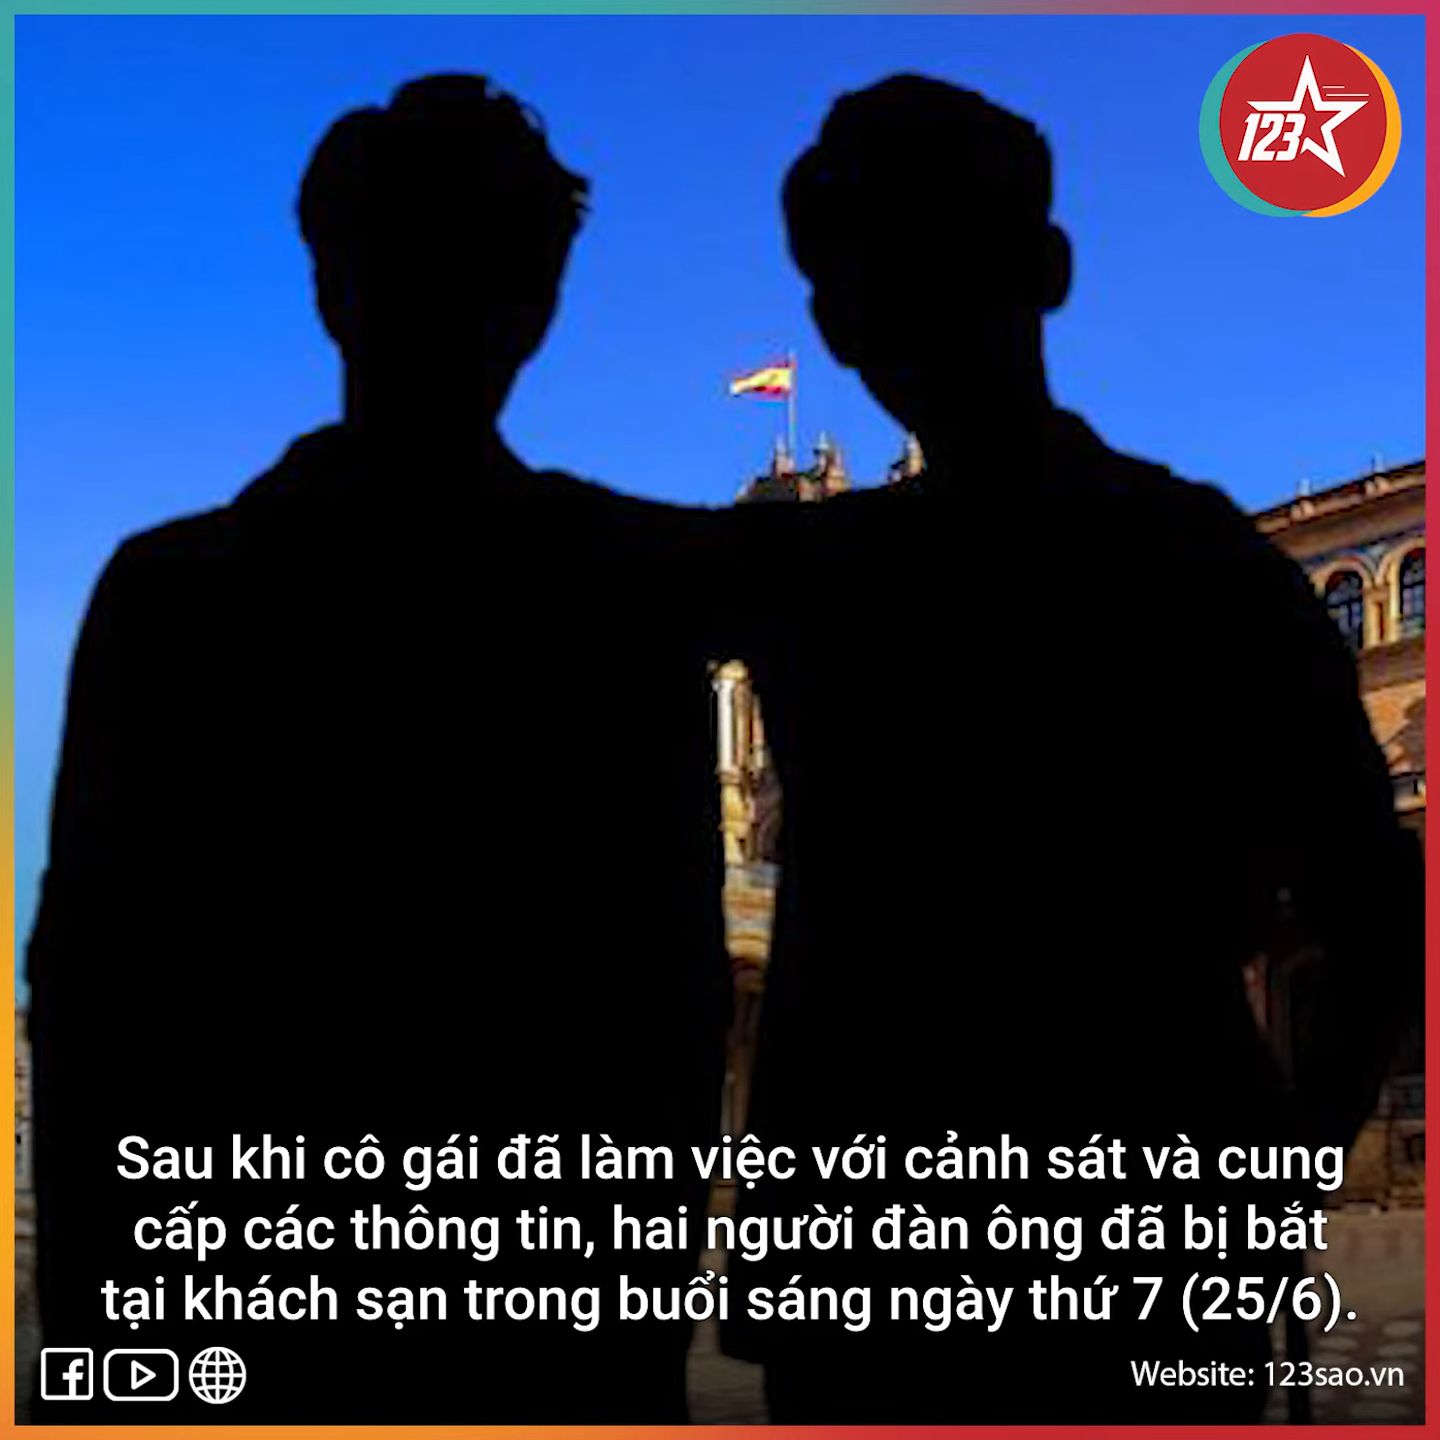 123
Sau khi cô gái đã làm việc với cảnh sát và cung
cấp các thông tin, hai người đàn ông đã bị bắt
tại khách sạn trong buổi sáng ngày thứ 7 (25/6).
Website: 123sao.vn